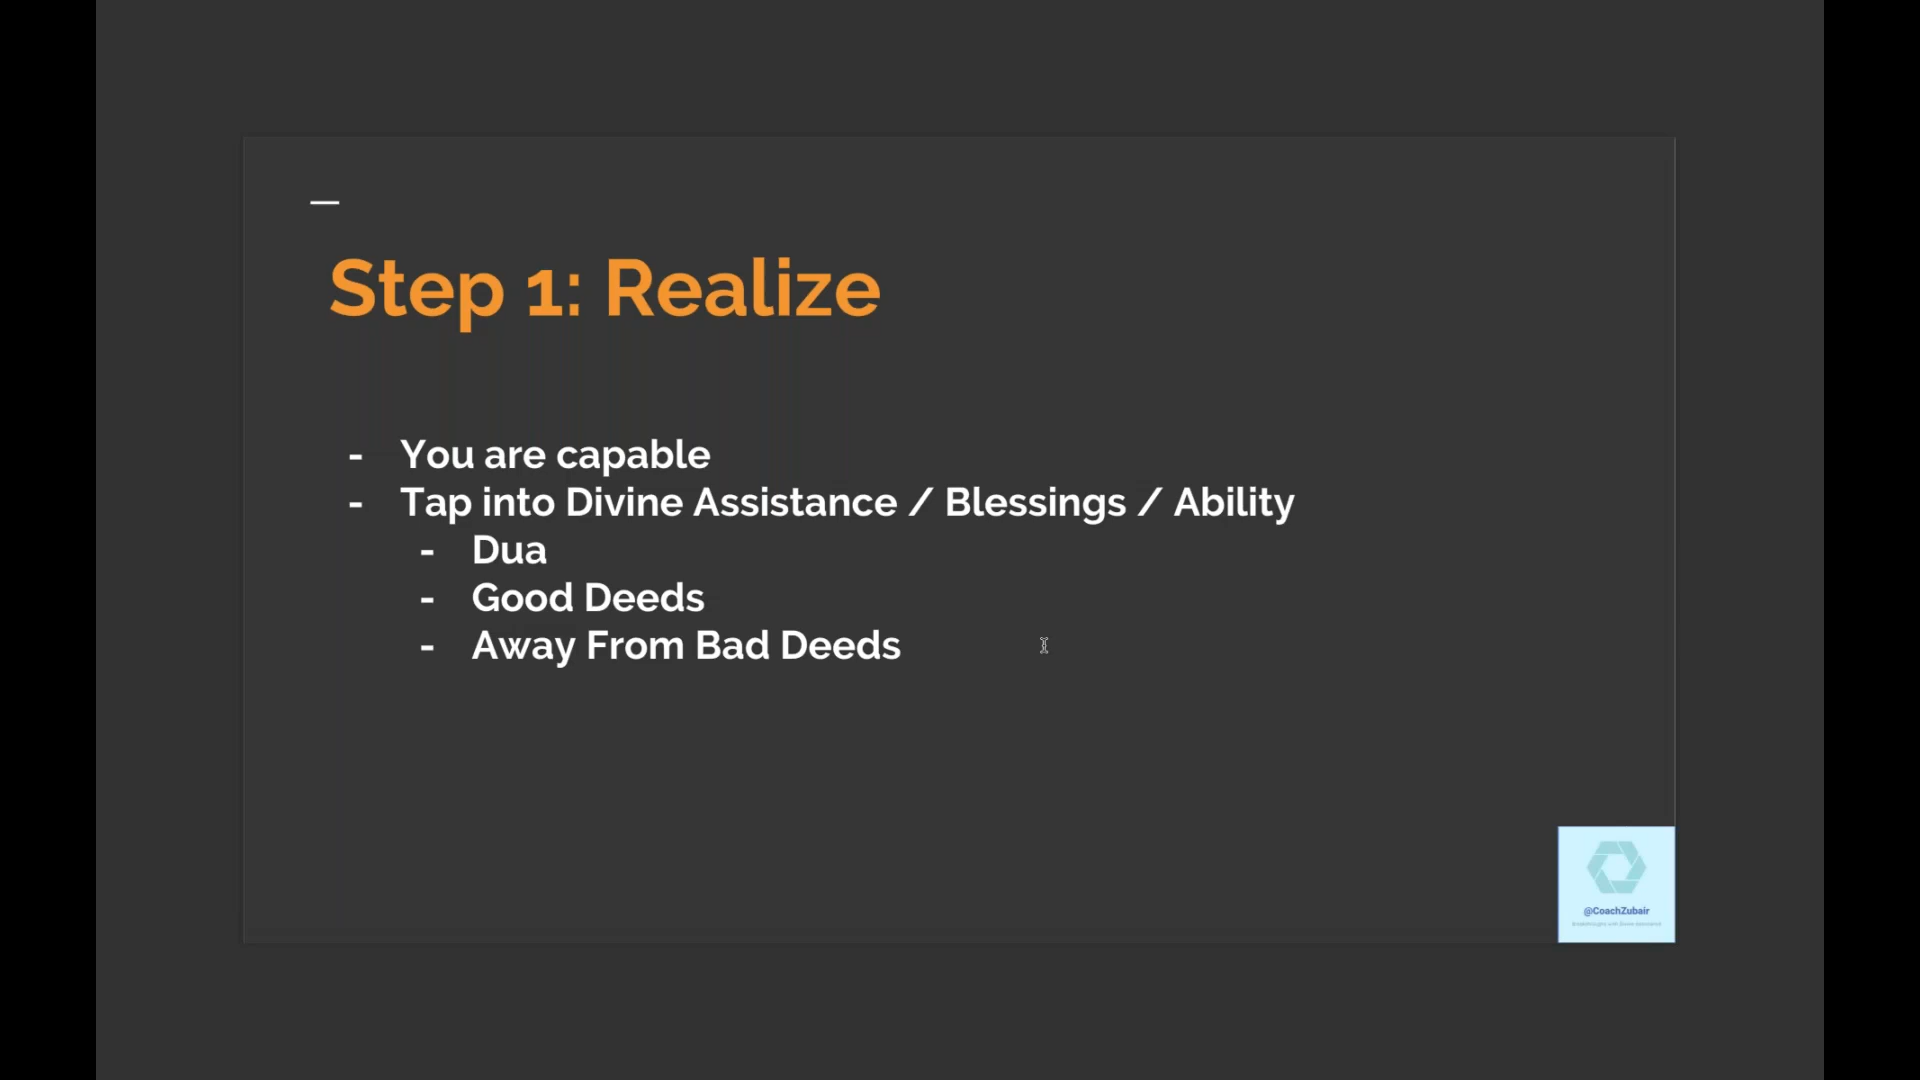 Step 1: Realize
- You are capable
- Tap into Divine Assistance / Blessings / Ability
- Dua
- Good Deeds
- Away From Bad Deeds
@CoachZubair